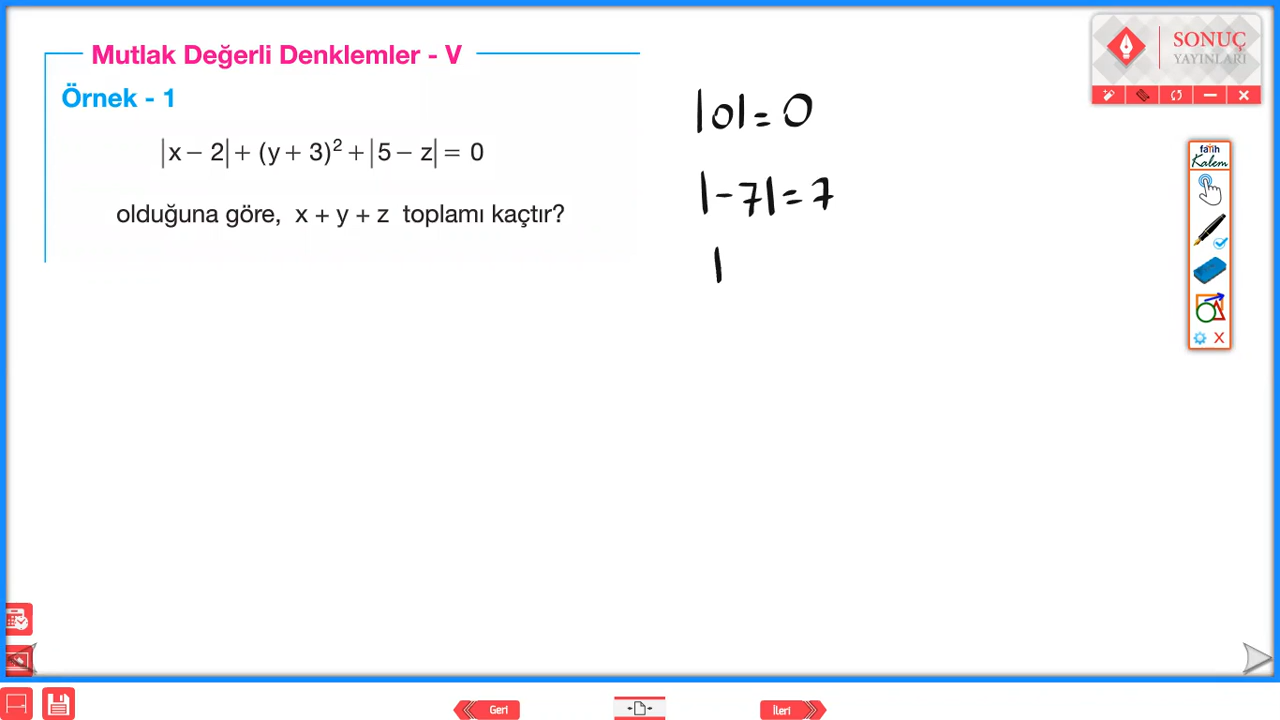 Mutlak Değerli Denklemler - V
Örnek - 1
|x − 2| + (y + 3)² + |5 − z| = 0
olduğuna göre, x + y + z toplamı kaçtır?
|0| = 0
|-7| = 7
|
SONUÇ
YAYINLARI
fatih
Kalem
Geri
İleri